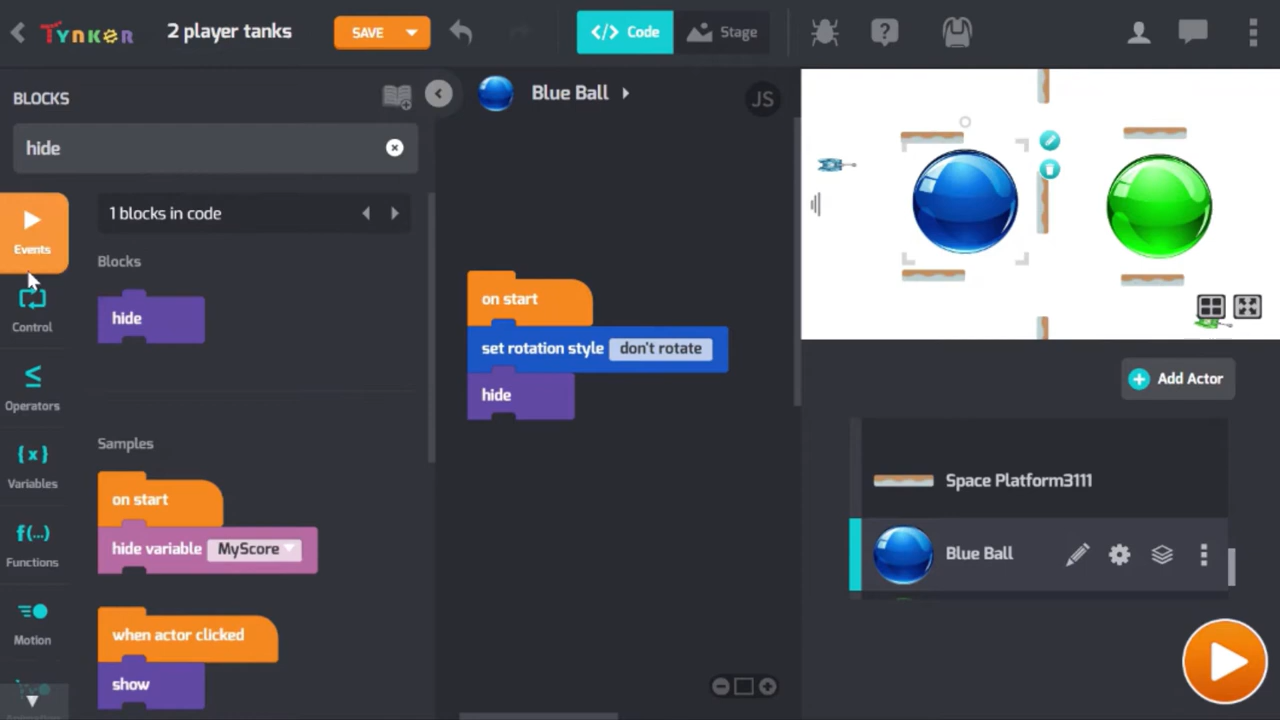 TYNKER
2 player tanks
SAVE
</> Code
Stage
BLOCKS
Blue Ball
JS
hide
Events
1 blocks in code
Blocks
hide
Control
Operators
Samples
on start
hide variable MyScore
{x}
Variables
f(...)
Functions
when actor clicked
show
Motion
on start
set rotation style don't rotate
hide
Add Actor
Space Platform3111
Blue Ball